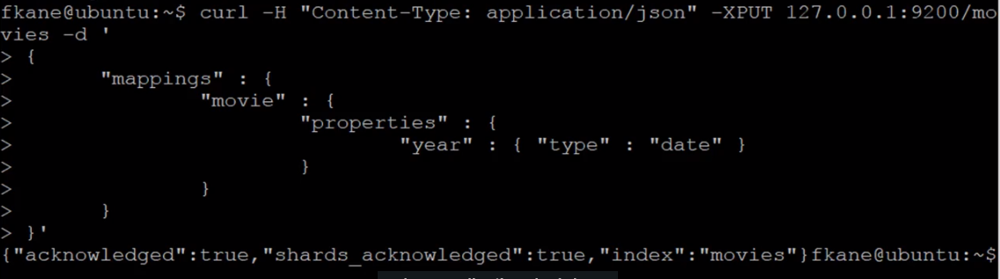 fkane@ubuntu:~$ curl -H "Content-Type: application/json" -XPUT 127.0.0.1:9200/mo
vies -d '
> {
>       "mappings" : {
>               "movie" : {
>                       "properties" : {
>                               "year" : { "type" : "date" }
>                       }
>               }
>       }
> }'
{"acknowledged":true,"shards_acknowledged":true,"index":"movies"}fkane@ubuntu:~$